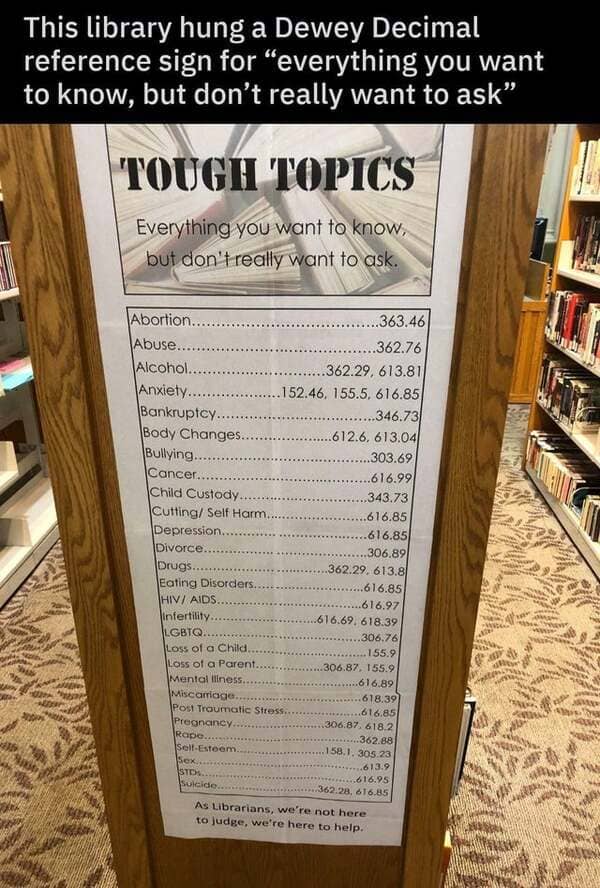 This library hung a Dewey Decimal
reference sign for “everything you want
to know, but don’t really want to ask”
TOUGH TOPICS
Everything you want to know,
but don't really want to ask.
Abortion..............................363.46
Abuse..............................362.76
Alcohol......................362.29, 613.81
Anxiety..................152.46, 155.5, 616.85
Bankruptcy..........................346.73
Body Changes................612.6, 613.04
Bullying..............................303.69
Cancer..............................616.99
Child Custody......................343.73
Cutting/ Self Harm..................616.85
Depression..........................616.85
Divorce..............................306.89
Drugs........................362.29, 613.8
Eating Disorders....................616.85
HIV/ AIDS............................616.97
Infertility....................616.69, 618.39
LGBTQ..............................306.76
Loss of a Child........................155.9
Loss of a Parent..............306.87, 155.9
Mental Illness........................616.89
Miscarriage..........................618.39
Post Traumatic Stress..............616.85
Pregnancy....................306.87, 618.2
Rape................................362.88
Self-Esteem..................158.1, 305.23
Sex..................................613.9
STDs................................616.95
Suicide......................362.28, 616.85
As Librarians, we're not here
to judge, we're here to help.